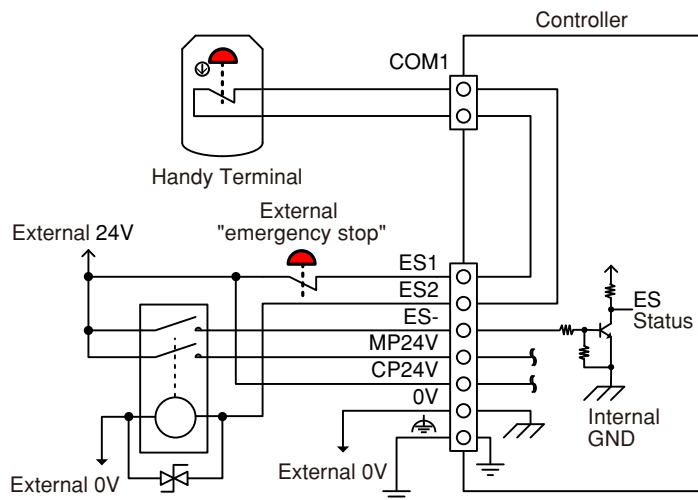 Controller
COM1
Handy Terminal
External
"emergency stop"
External 24V
ES1
ES2
ES-
MP24V
CP24V
0V
ES
Status
Internal
GND
External 0V
External 0V